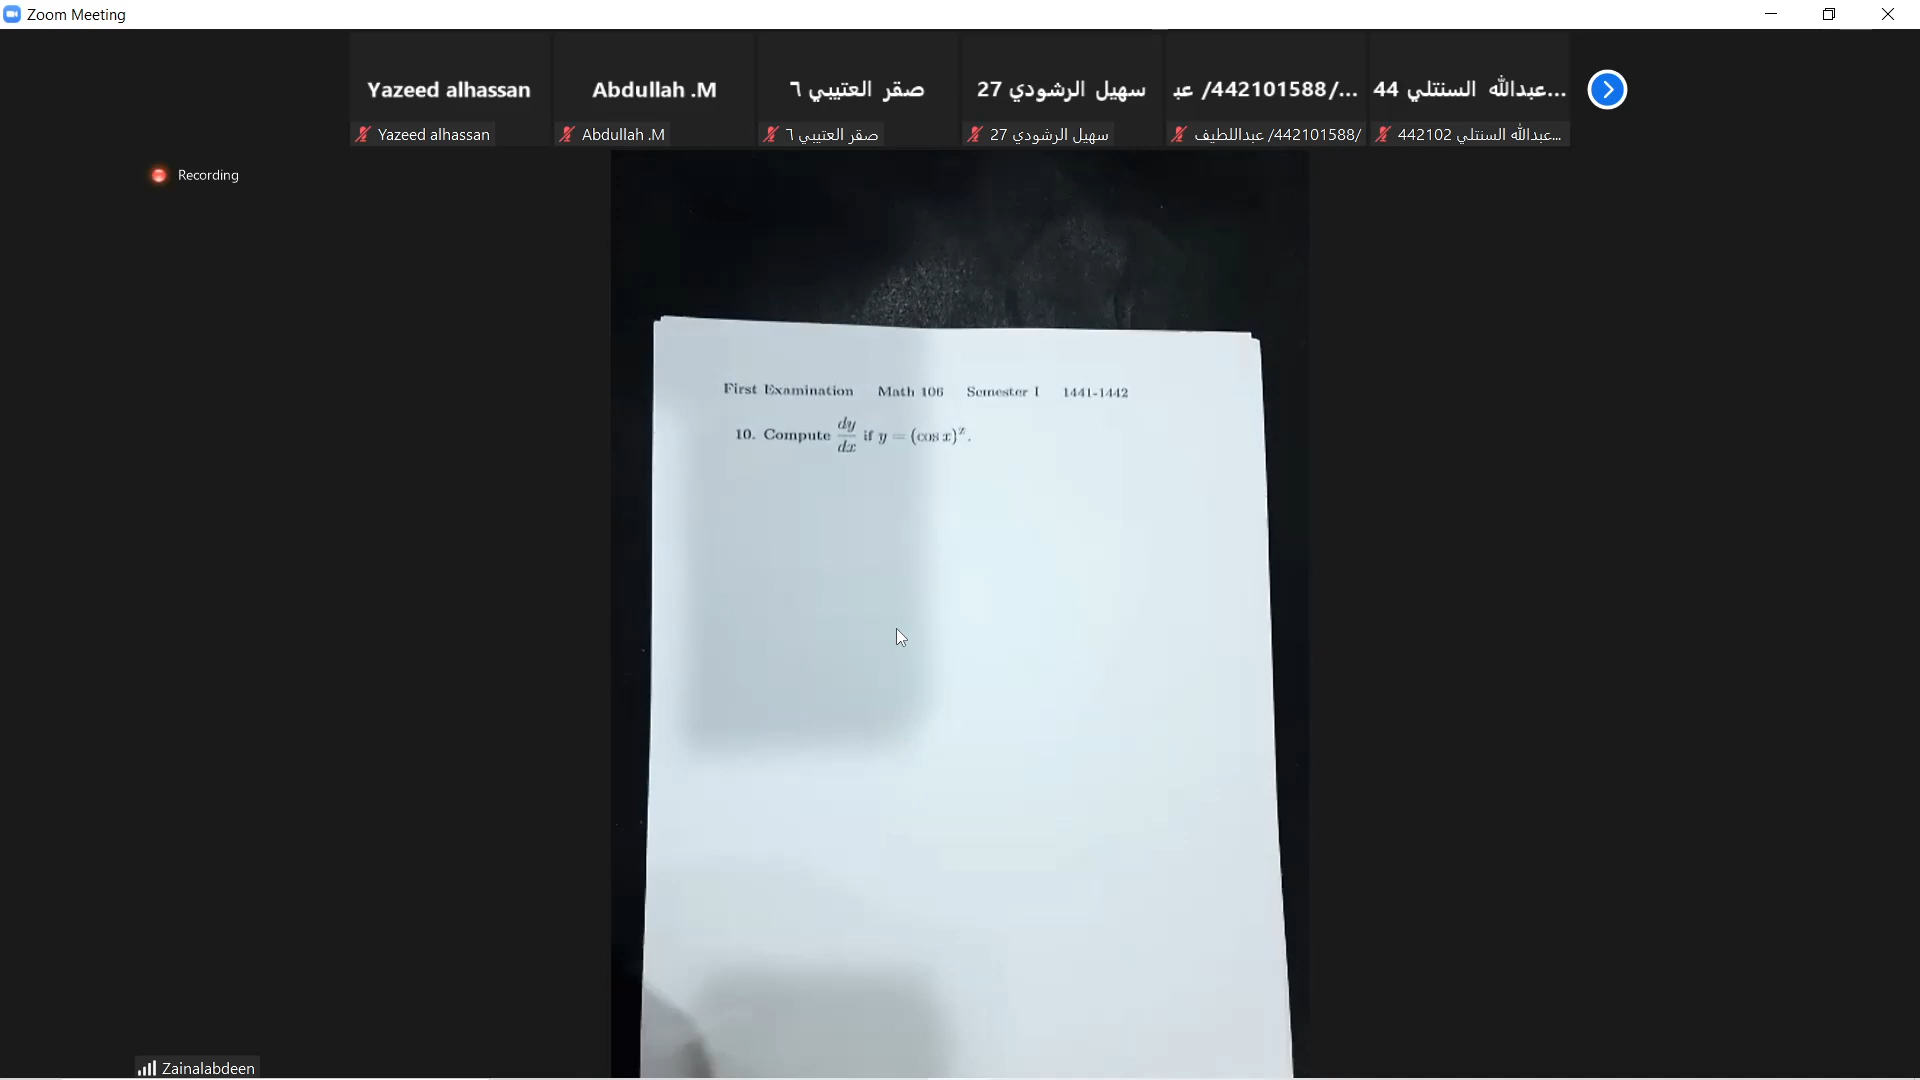 Zoom Meeting
Yazeed alhassan
Abdullah .M
صقر العتيبي ٦
سهيل الرشودي 27
عبد /442101588/...
عبدالله السنتلي 44...
Yazeed alhassan
Abdullah .M
صقر العتيبي ٦
سهيل الرشودي 27
عبداللطيف /442101588/
عبدالله السنتلي 442102...
Recording
First Examination Math 106 Semester I 1441-1442
10. Compute dy/dx if y = (cos x)^x.
Zainalabdeen